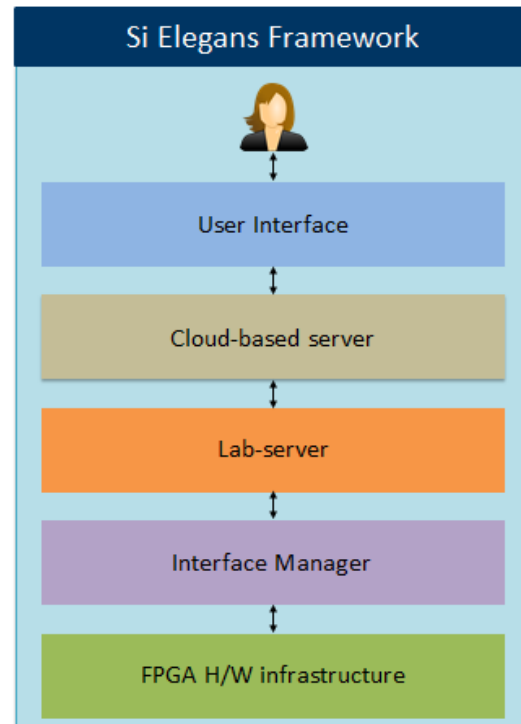 Si Elegans Framework
User Interface
Cloud-based server
Lab-server
Interface Manager
FPGA H/W infrastructure